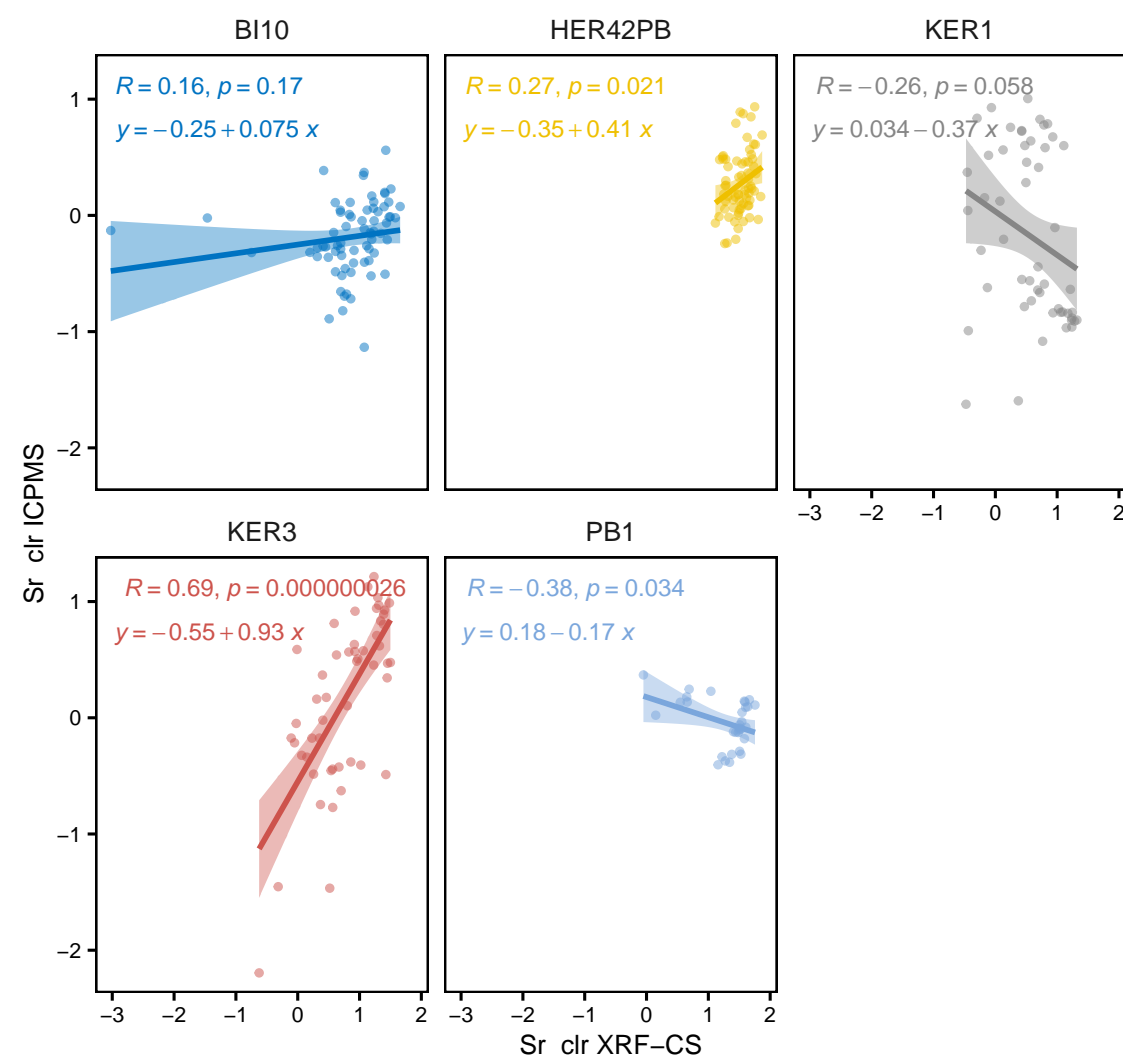 BI10 HER42PB KER1
R = 0.16, p = 0.17
y = −0.25 + 0.075 x
R = 0.27, p = 0.021
y = −0.35 + 0.41 x
R = −0.26, p = 0.058
y = 0.034 − 0.37 x
1
0
−1
−2
−3 −2 −1 0 1 2
Sr clr ICPMS
KER3 PB1
R = 0.69, p = 0.000000026
y = −0.55 + 0.93 x
R = −0.38, p = 0.034
y = 0.18 − 0.17 x
1
0
−1
−2
−3 −2 −1 0 1 2 −3 −2 −1 0 1 2
Sr clr XRF−CS